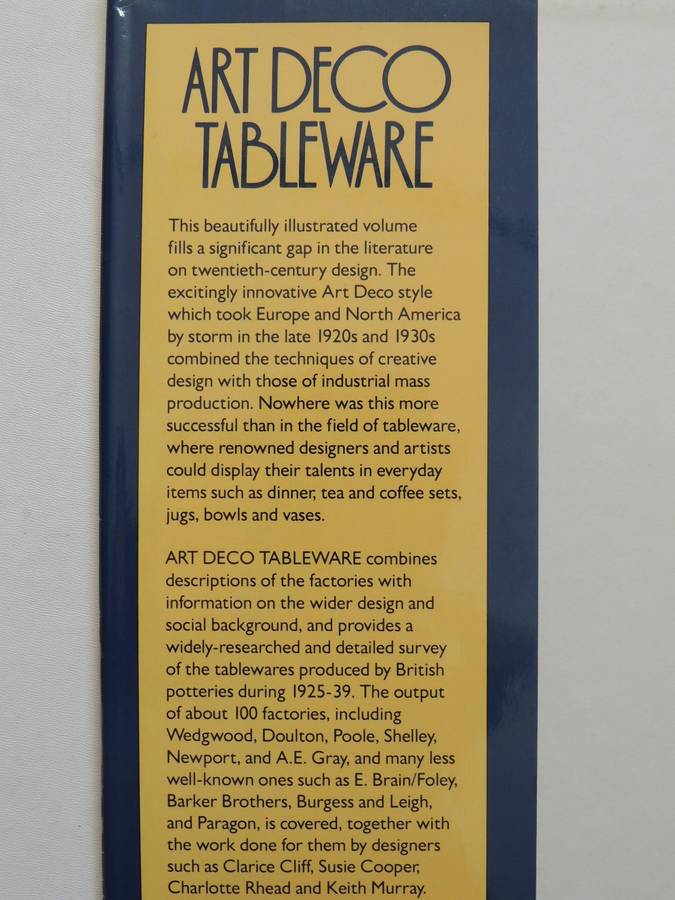 ART DECO
TABLEWARE
This beautifully illustrated volume
fills a significant gap in the literature
on twentieth-century design. The
excitingly innovative Art Deco style
which took Europe and North America
by storm in the late 1920s and 1930s
combined the techniques of creative
design with those of industrial mass
production. Nowhere was this more
successful than in the field of tableware,
where renowned designers and artists
could display their talents in everyday
items such as dinner, tea and coffee sets,
jugs, bowls and vases.
ART DECO TABLEWARE combines
descriptions of the factories with
information on the wider design and
social background, and provides a
widely-researched and detailed survey
of the tablewares produced by British
potteries during 1925-39. The output
of about 100 factories, including
Wedgwood, Doulton, Poole, Shelley,
Newport, and A.E. Gray, and many less
well-known ones such as E. Brain/Foley,
Barker Brothers, Burgess and Leigh,
and Paragon, is covered, together with
the work done for them by designers
such as Clarice Cliff, Susie Cooper,
Charlotte Rhead and Keith Murray.